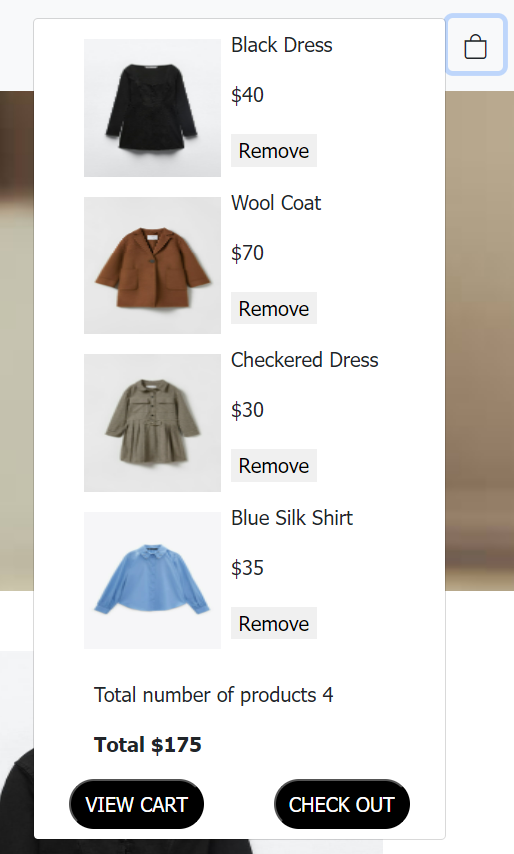 Black Dress
$40
Remove
Wool Coat
$70
Remove
Checkered Dress
$30
Remove
Blue Silk Shirt
$35
Remove
Total number of products 4
Total $175
VIEW CART
CHECK OUT